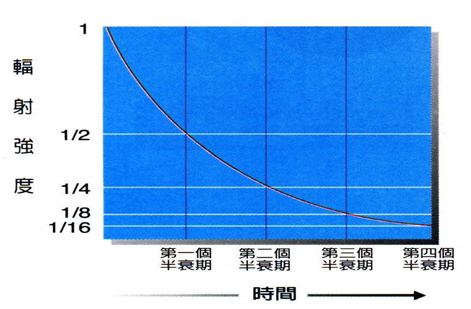 1
輻射強度
1/2
1/4
1/8
1/16
第一個 第二個 第三個 第四個
半衰期 半衰期 半衰期 半衰期
時間